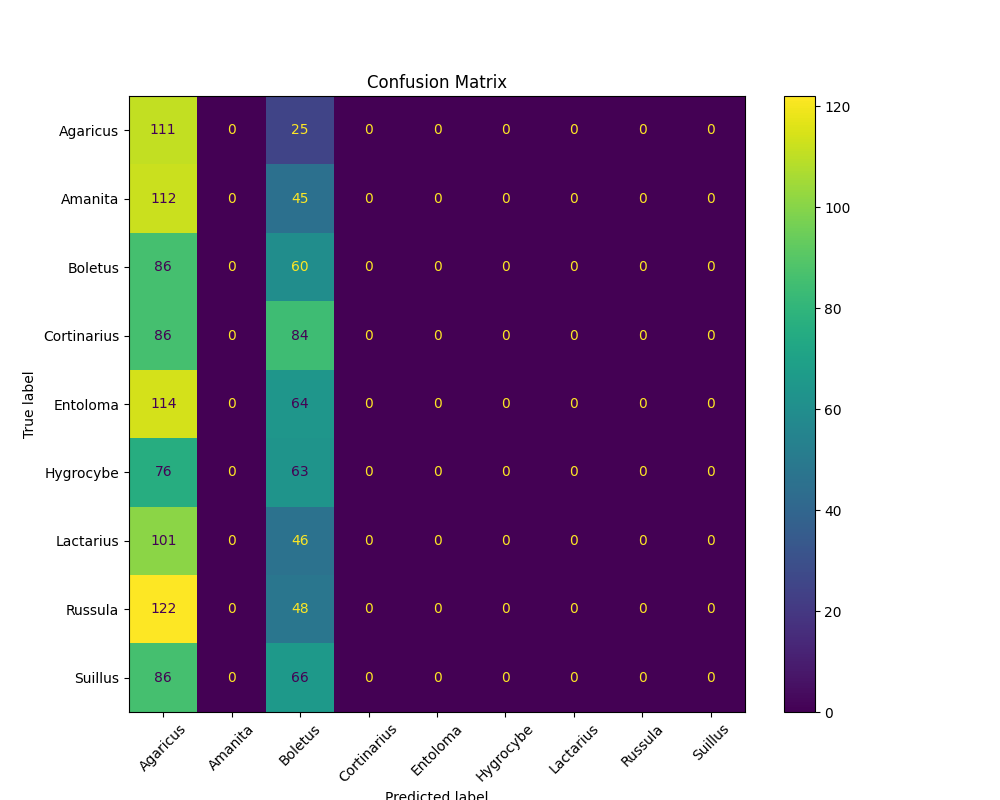 Confusion Matrix
Agaricus 111 0 25 0 0 0 0 0 0
Amanita 112 0 45 0 0 0 0 0 0
Boletus 86 0 60 0 0 0 0 0 0
Cortinarius 86 0 84 0 0 0 0 0 0
Entoloma 114 0 64 0 0 0 0 0 0
Hygrocybe 76 0 63 0 0 0 0 0 0
Lactarius 101 0 46 0 0 0 0 0 0
Russula 122 0 48 0 0 0 0 0 0
Suillus 86 0 66 0 0 0 0 0 0
True label
Agaricus Amanita Boletus Cortinarius Entoloma Hygrocybe Lactarius Russula Suillus
Predicted label
120
100
80
60
40
20
0